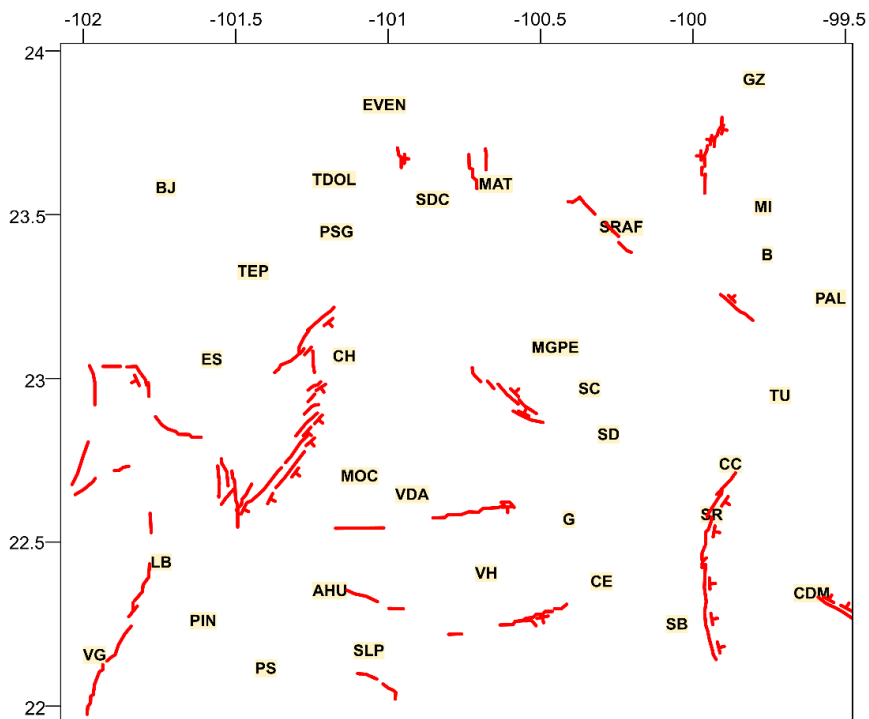 -102 -101.5 -101 -100.5 -100 -99.5
24
GZ
EVEN
TDOL
MAT
BJ
SDC
23.5
MI
SRAF
PSG
B
TEP
PAL
MGPE
CH
ES
23
SC
TU
SD
CC
MOC
VDA
SR
G
22.5
LB
VH
CE
AHU
CDM
PIN
SB
VG
SLP
PS
22